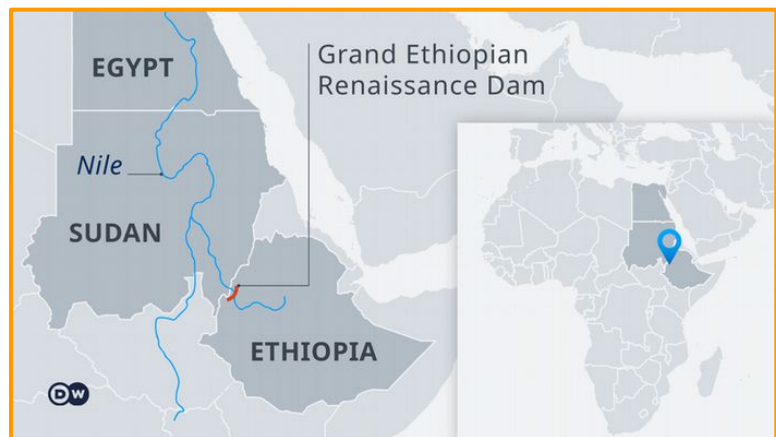 EGYPT
Grand Ethiopian
Renaissance Dam
Nile
SUDAN
ETHIOPIA
DW